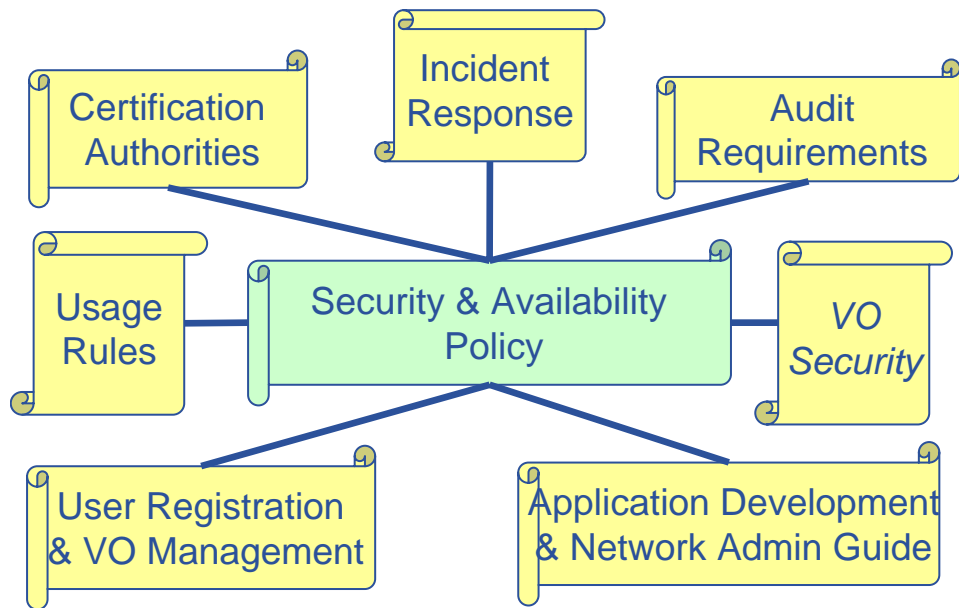 Certification
Authorities
Incident
Response
Audit
Requirements
Usage
Rules
Security & Availability
Policy
VO
Security
User Registration
& VO Management
Application Development
& Network Admin Guide